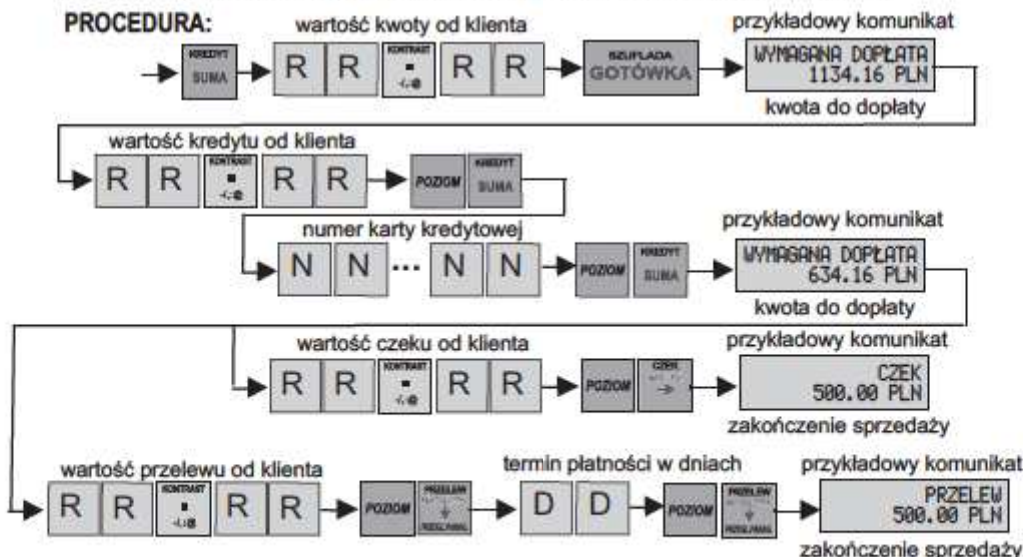 PROCEDURA:
wartość kwoty od klienta
przykładowy komunikat
KREDYT SUMA R R KONTRAST . -/.:@ R R SZUFLADA GOTÓWKA WYMAGANA DOPŁATA
1134.16 PLN
kwota do dopłaty
wartość kredytu od klienta
R R KONTRAST . -/.:@ R R POZIOM KREDYT SUMA
numer karty kredytowej
przykładowy komunikat
N N ... N N POZIOM KREDYT SUMA WYMAGANA DOPŁATA
634.16 PLN
kwota do dopłaty
wartość czeku od klienta
przykładowy komunikat
R R KONTRAST . -/.:@ R R POZIOM CZEK CZEK
500.00 PLN
zakończenie sprzedaży
wartość przelewu od klienta
termin płatności w dniach
przykładowy komunikat
R R KONTRAST . -/.:@ R R POZIOM PRZELEW D D POZIOM PRZELEW PRZELEW
500.00 PLN
zakończenie sprzedaży